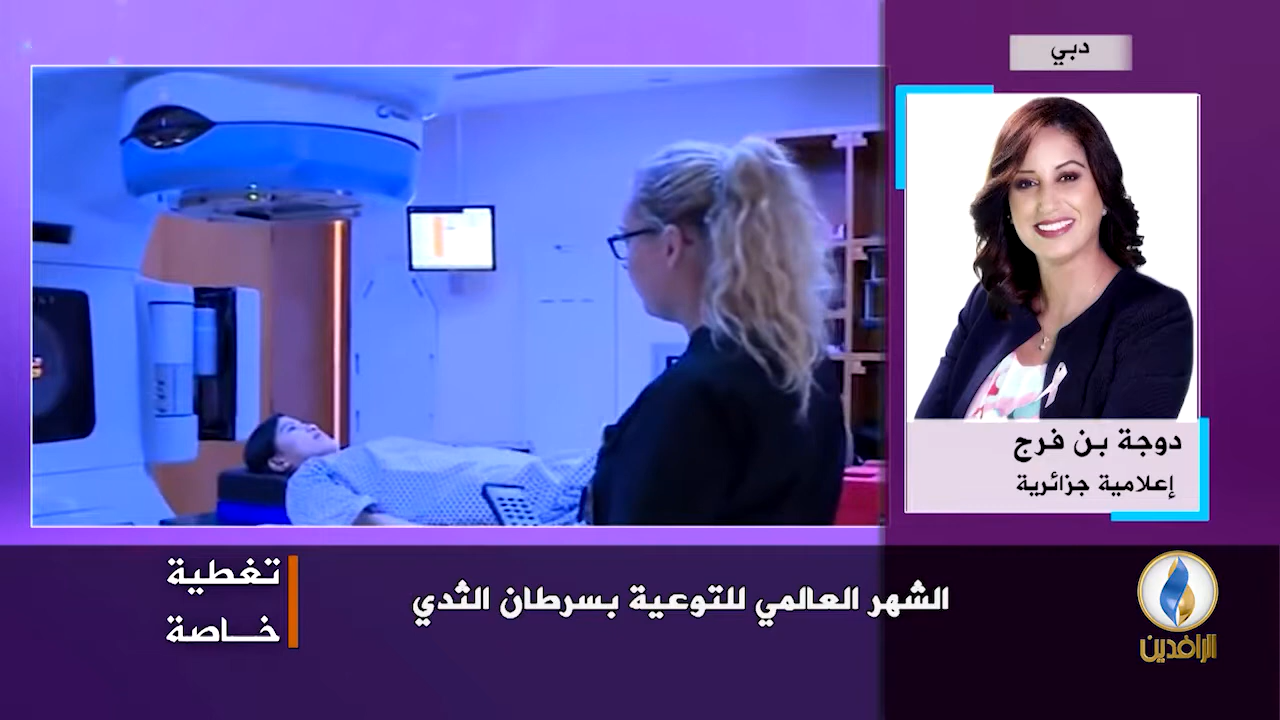 دبي
دوجة بن فرج
إعلامية جزائرية
الشهر العالمي للتوعية بسرطان الثدي
تغطية
خاصة
الرافدين